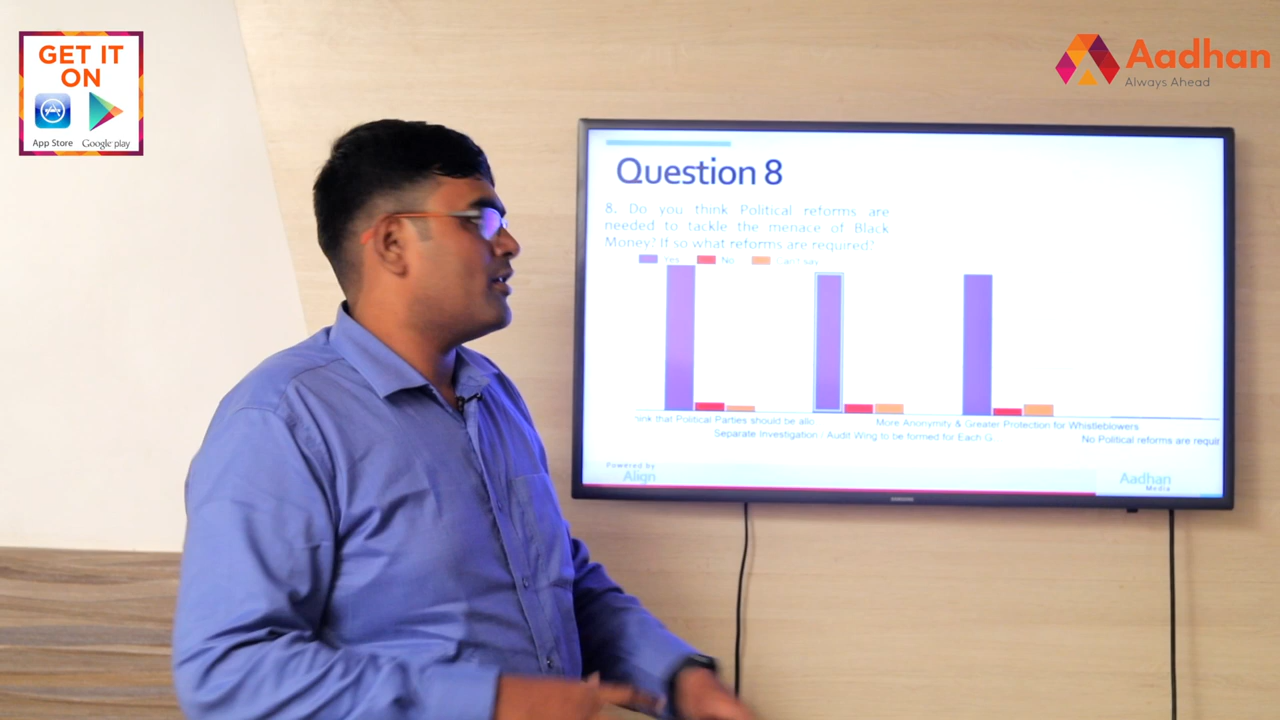 GET IT
ON
App Store
Google play
Aadhan
Always Ahead
Question 8
8. Do you think Political reforms are
needed to tackle the menace of Black
Money? If so what reforms are required?
Yes No Can't say
hink that Political Parties should be allo
More Anonymity & Greater Protection for Whistleblowers
Separate Investigation / Audit Wing to be formed for Each G...
No Political reforms are requir
Powered by
Align
Aadhan
Media
SAMSUNG